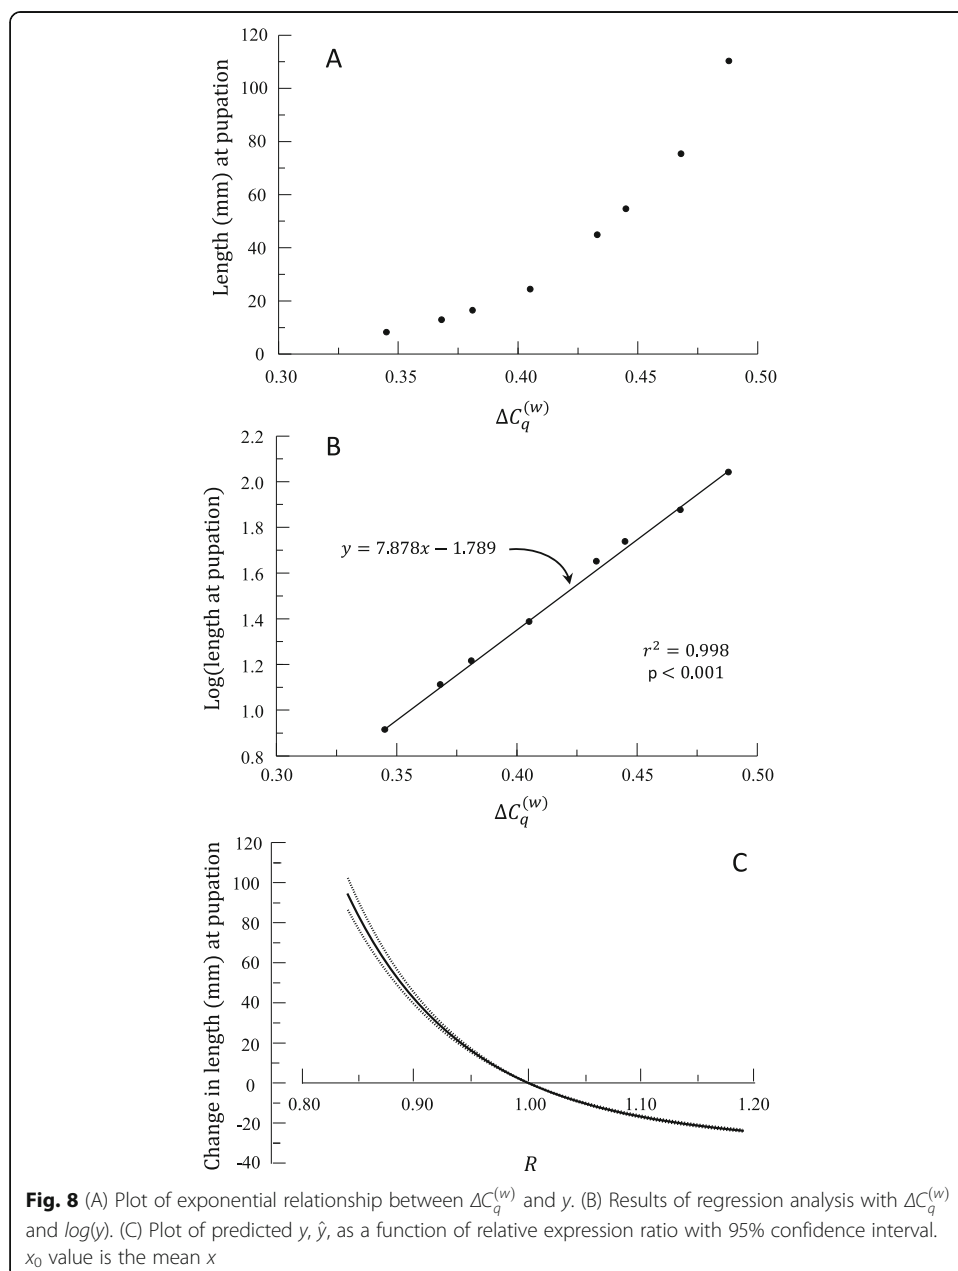 120
100
80
60
40
20
0
Length (mm) at pupation
A
0.30 0.35 0.40 0.45 0.50
ΔC_q^(w)
2.2
2.0
1.8
1.6
1.4
1.2
1.0
0.8
Log(length at pupation)
B
y = 7.878x − 1.789
r² = 0.998
p < 0.001
0.30 0.35 0.40 0.45 0.50
ΔC_q^(w)
120
100
80
60
40
20
0
-20
-40
Change in length (mm) at pupation
C
0.80 0.90 1.00 1.10 1.20
R
Fig. 8 (A) Plot of exponential relationship between ΔC_q^(w) and y. (B) Results of regression analysis with ΔC_q^(w)
and log(y). (C) Plot of predicted y, ŷ, as a function of relative expression ratio with 95% confidence interval.
x₀ value is the mean x